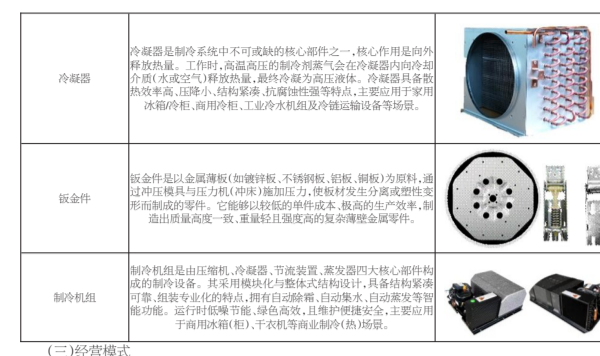 冷凝器
冷凝器是制冷系统中不可或缺的核心部件之一,核心作用是向外
释放热量。工作时,高温高压的制冷剂蒸气会在冷凝器内向冷却
介质(水或空气)释放热量,最终冷凝为高压液体。冷凝器具备散
热效率高、压降小、结构紧凑、抗腐蚀性强等特点,主要应用于家用
冰箱/冷柜、商用冷柜、工业冷水机组及冷链运输设备等场景。
钣金件
钣金件是以金属薄板(如镀锌板、不锈钢板、铝板、铜板)为原料,通
过冲压模具与压力机(冲床)施加压力,使板材发生分离或塑性变
形而制成的零件。它能够以较低的单件成本、极高的生产效率,制
造出质量高度一致、重量轻且强度高的复杂薄壁金属零件。
制冷机组
制冷机组是由压缩机、冷凝器、节流装置、蒸发器四大核心部件构
成的制冷设备。其采用模块化与整体式结构设计,具备结构紧凑
可靠、组装专业化的特点,拥有自动除霜、自动集水、自动蒸发等智
能功能。运行时低噪节能、绿色高效,且维护便捷安全,主要应用
于商用冰箱(柜)、干衣机等商业制冷(热)场景。
(三)经营模式